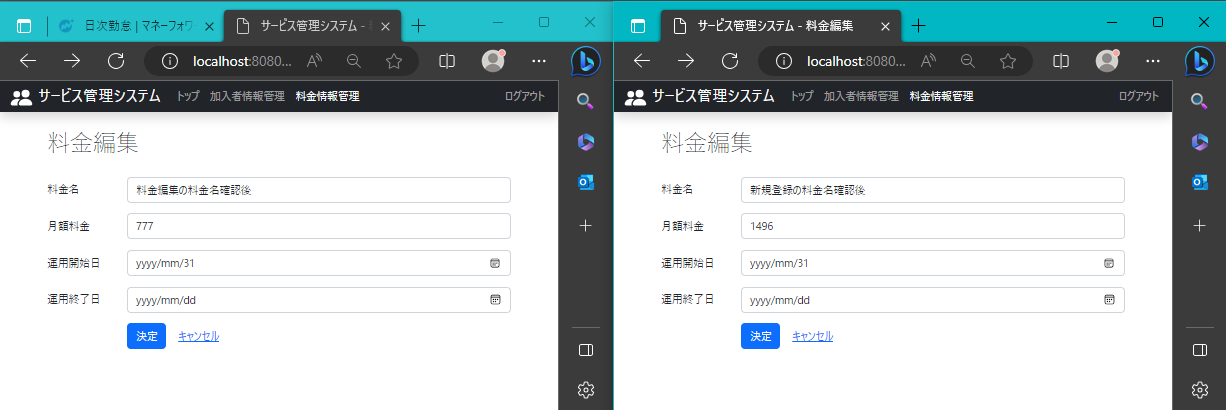 日次勤怠 | マネーフォワ
サービス管理システム - 
localhost:8080...
サービス管理システム トップ 加入者情報管理 料金情報管理 ログアウト
料金編集
料金名 料金編集の料金名確認後
月額料金 777
運用開始日 yyyy/mm/31
運用終了日 yyyy/mm/dd
決定 キャンセル
サービス管理システム - 料金編集
localhost:8080...
サービス管理システム トップ 加入者情報管理 料金情報管理 ログアウト
料金編集
料金名 新規登録の料金名確認後
月額料金 1496
運用開始日 yyyy/mm/31
運用終了日 yyyy/mm/dd
決定 キャンセル